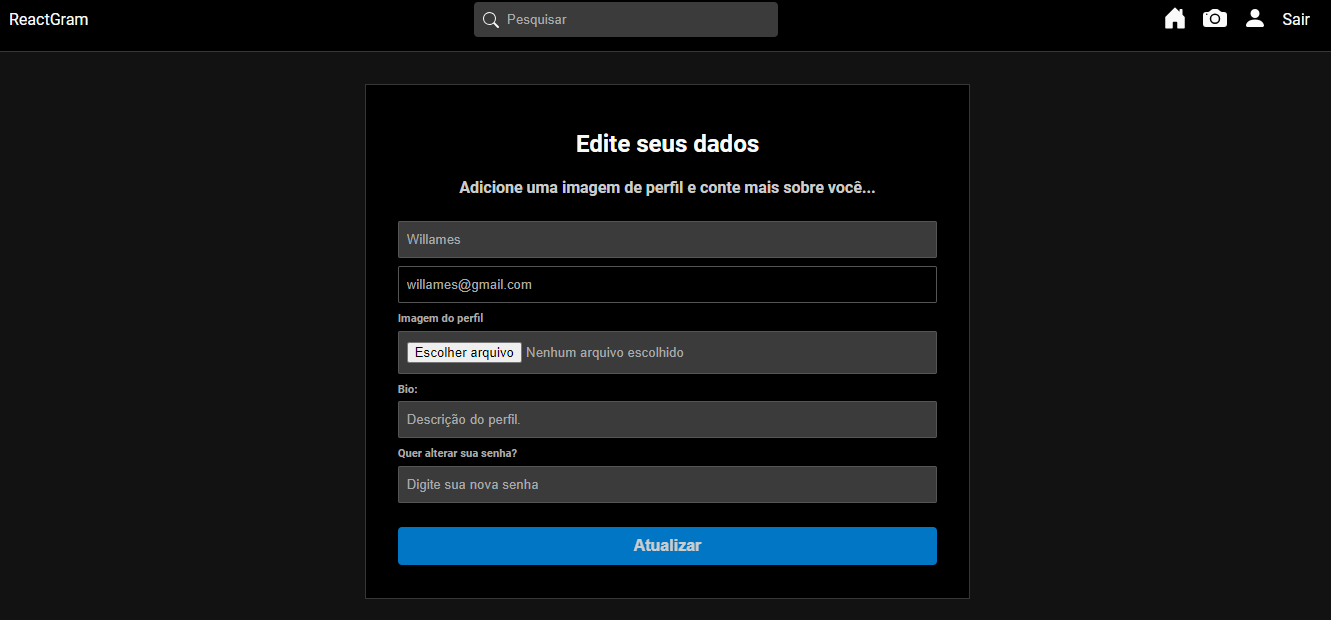 ReactGram
Pesquisar
Sair
Edite seus dados
Adicione uma imagem de perfil e conte mais sobre você...
Willames
willames@gmail.com
Imagem do perfil
Escolher arquivo Nenhum arquivo escolhido
Bio:
Descrição do perfil.
Quer alterar sua senha?
Digite sua nova senha
Atualizar